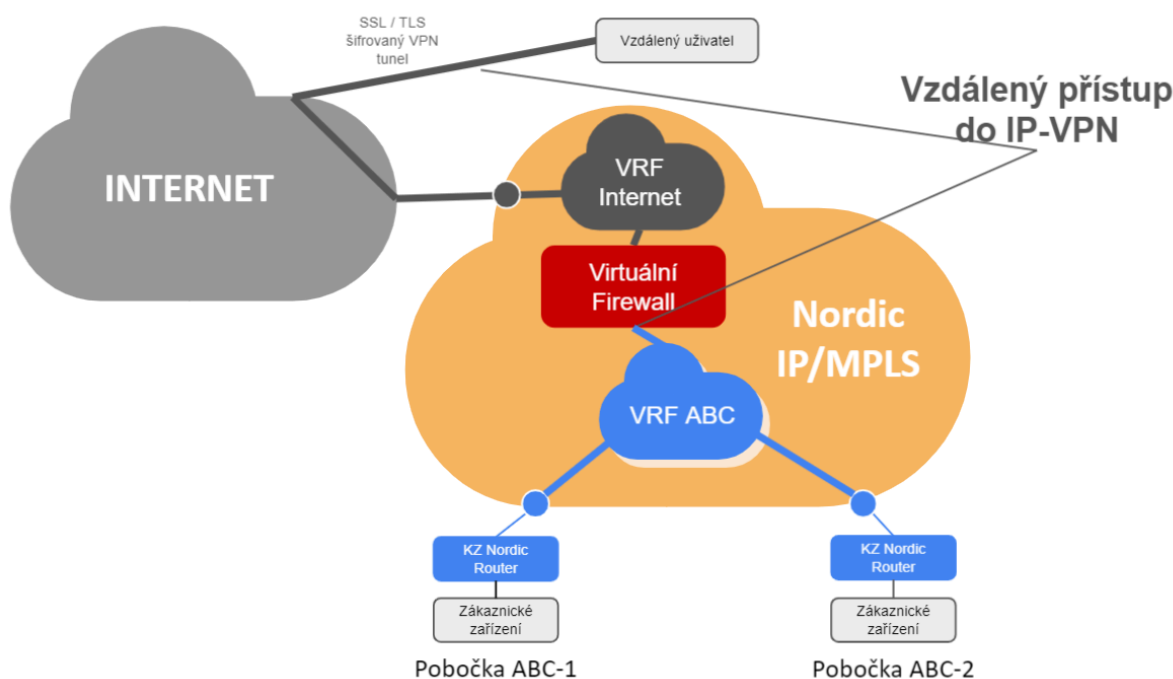 SSL / TLS
šifrovaný VPN
tunel
Vzdálený uživatel
Vzdálený přístup
do IP-VPN
INTERNET
VRF
Internet
Virtuální
Firewall
Nordic
IP/MPLS
VRF ABC
KZ Nordic
Router
KZ Nordic
Router
Zákaznické
zařízení
Zákaznické
zařízení
Pobočka ABC-1
Pobočka ABC-2